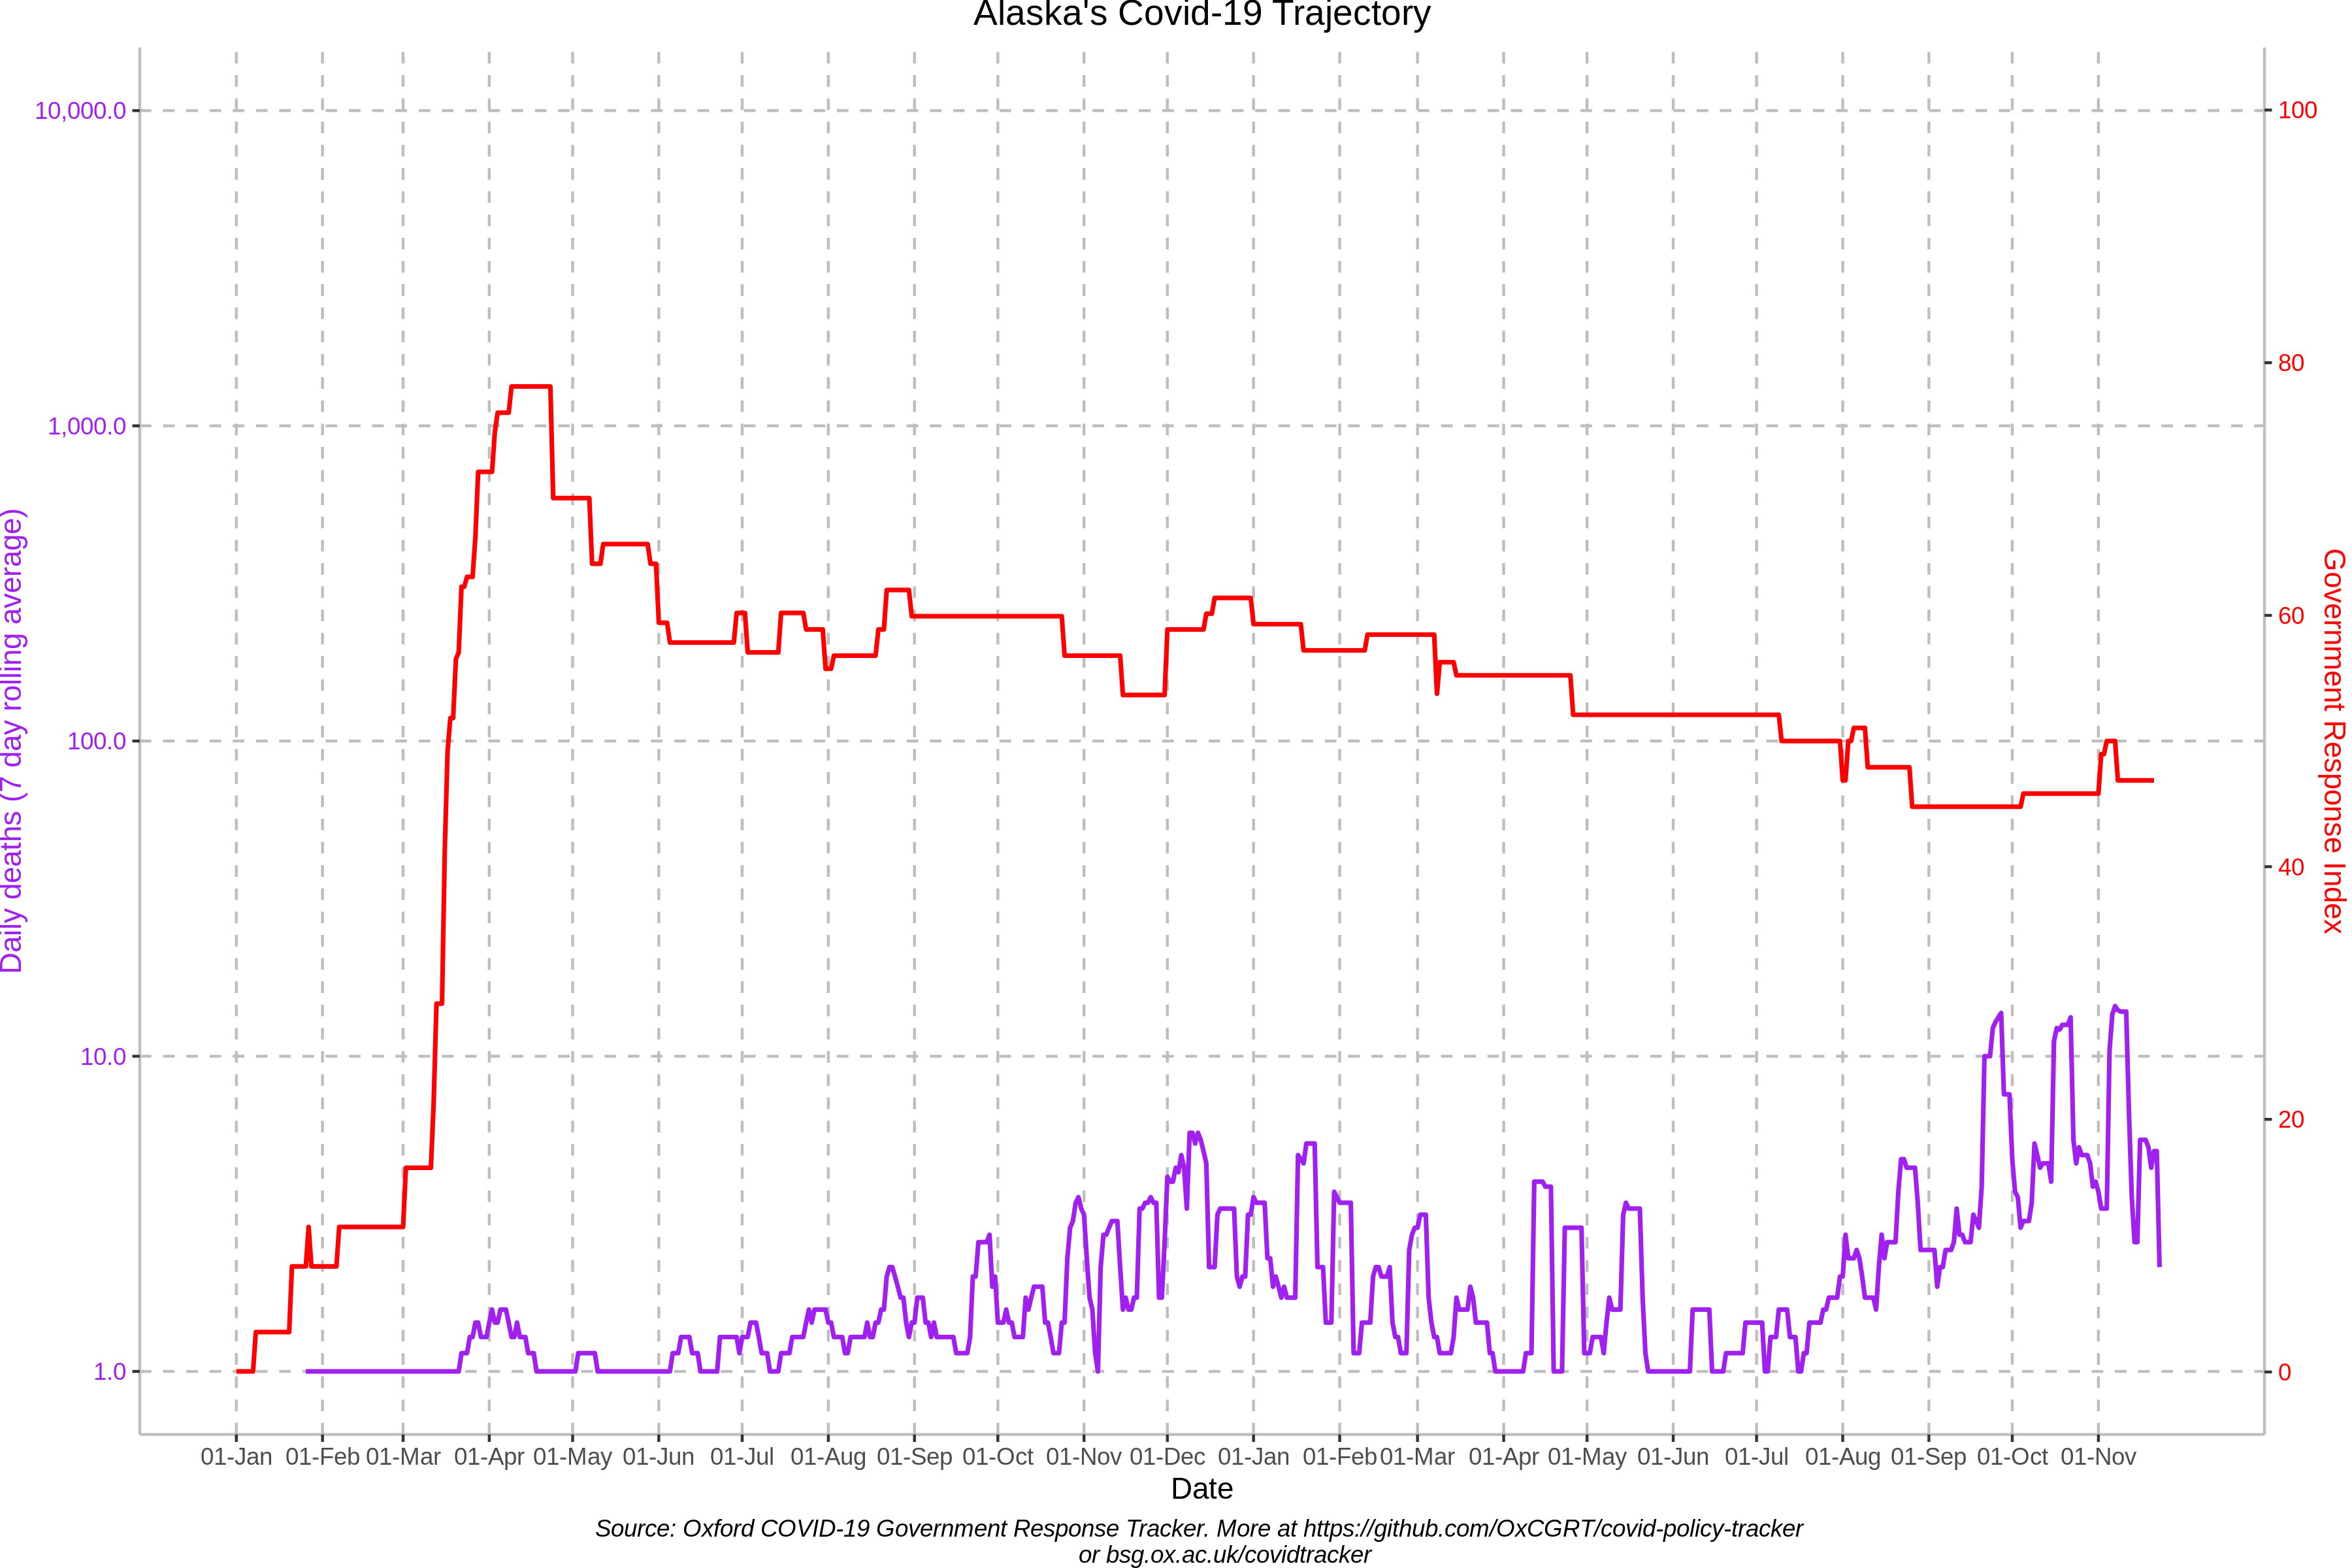 Alaska's Covid-19 Trajectory
10,000.0
1,000.0
100.0
10.0
1.0
Daily deaths (7 day rolling average)
100
80
60
40
20
0
Government Response Index
01-Jan 01-Feb 01-Mar 01-Apr 01-May 01-Jun 01-Jul 01-Aug 01-Sep 01-Oct 01-Nov 01-Dec 01-Jan 01-Feb 01-Mar 01-Apr 01-May 01-Jun 01-Jul 01-Aug 01-Sep 01-Oct 01-Nov
Date
Source: Oxford COVID-19 Government Response Tracker. More at https://github.com/OxCGRT/covid-policy-tracker
or bsg.ox.ac.uk/covidtracker